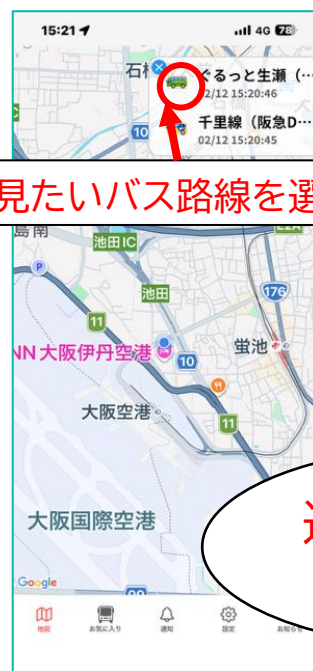 15:21
4G 78
石橋
ぐるっと生瀬（…
02/12 15:20:46
千里線（阪急D…
02/12 15:20:45
10
見たいバス路線を選
池田IC
P
池田
176
11
NN 大阪伊丹空港
10
蛍池
大阪空港
11
大阪国際空港
Google
地図
お気に入り
通知
設定
お知らせ